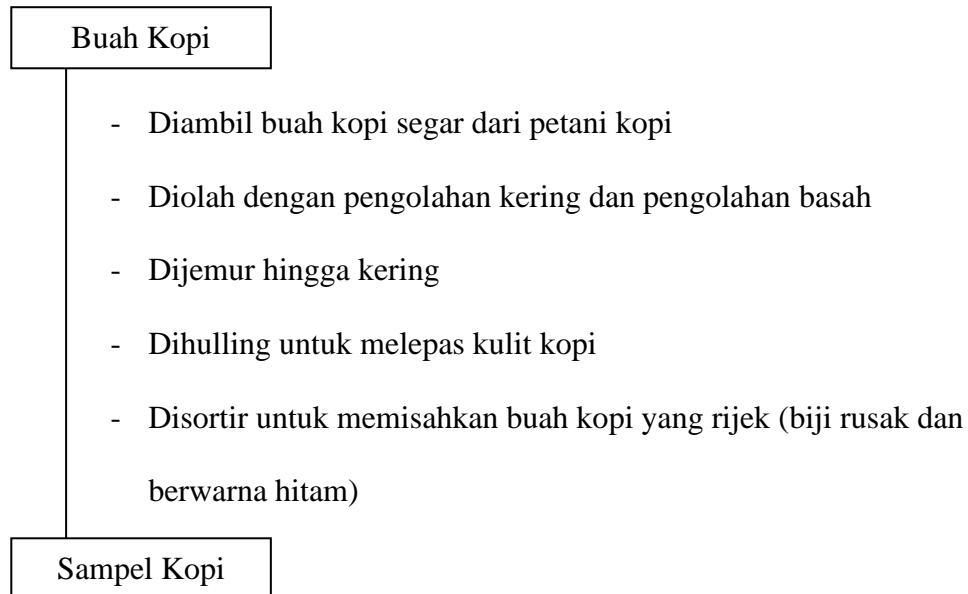 Buah Kopi
- Diambil buah kopi segar dari petani kopi
- Diolah dengan pengolahan kering dan pengolahan basah
- Dijemur hingga kering
- Dihulling untuk melepas kulit kopi
- Disortir untuk memisahkan buah kopi yang rijek (biji rusak dan
berwarna hitam)
Sampel Kopi